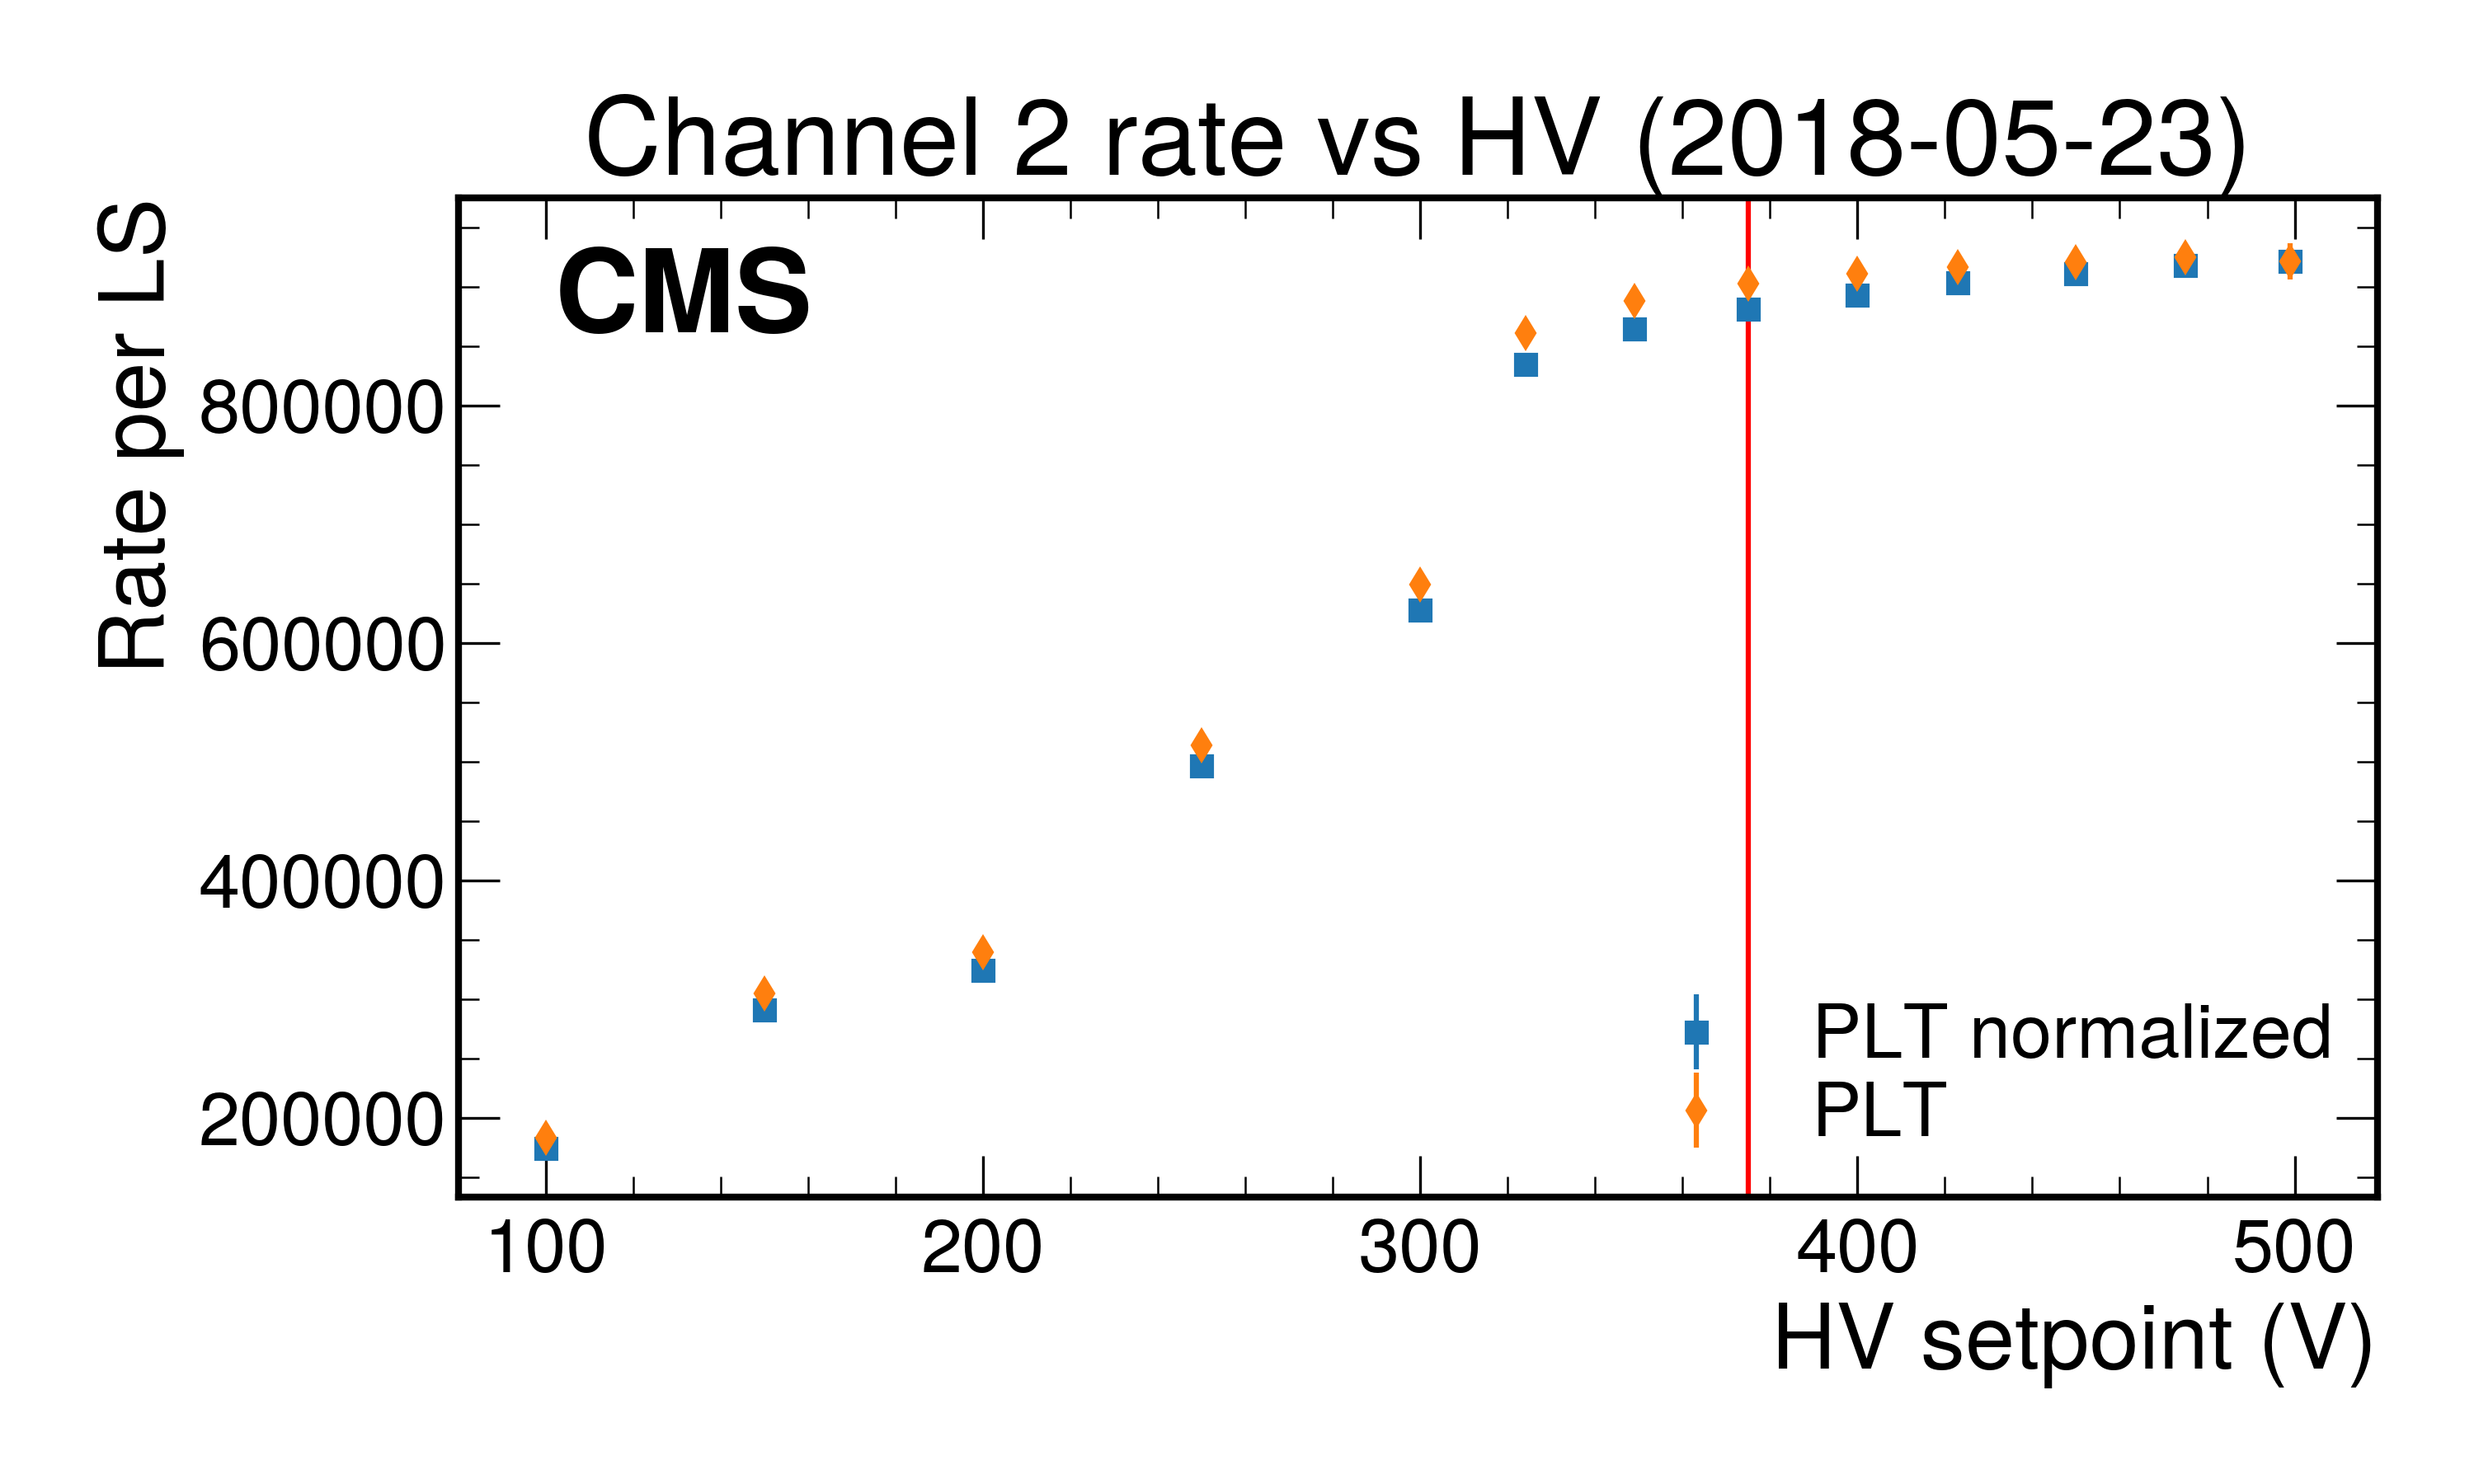 Channel 2 rate vs HV (2018-05-23)
CMS
Rate per LS
800000
600000
400000
200000
PLT normalized
PLT
100 200 300 400 500
HV setpoint (V)